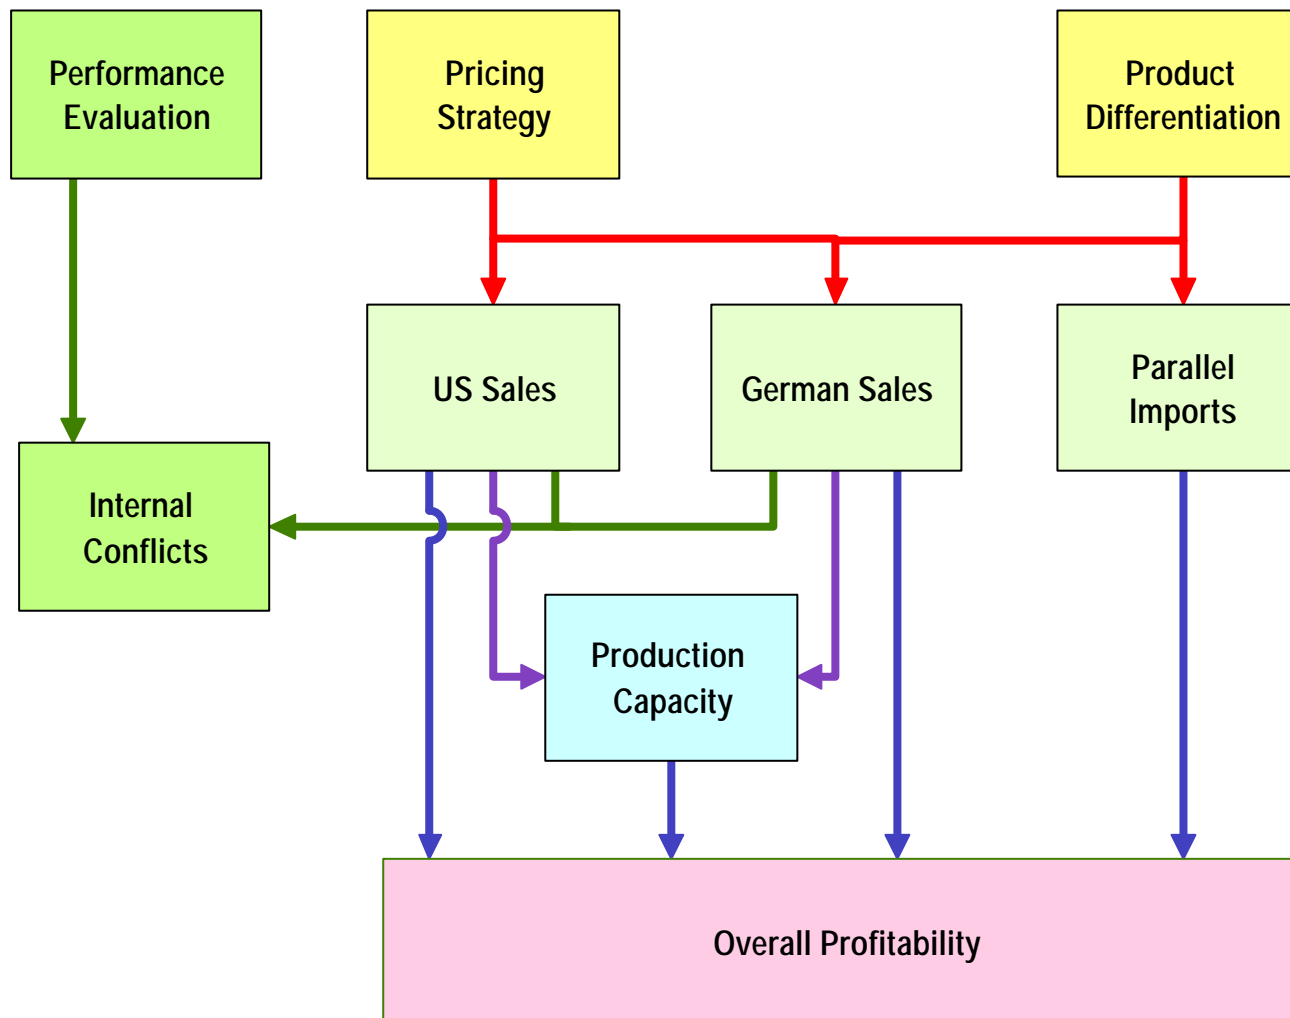 Performance
Evaluation
Pricing
Strategy
Product
Differentiation
US Sales
German Sales
Parallel
Imports
Internal
Conflicts
Production
Capacity
Overall Profitability